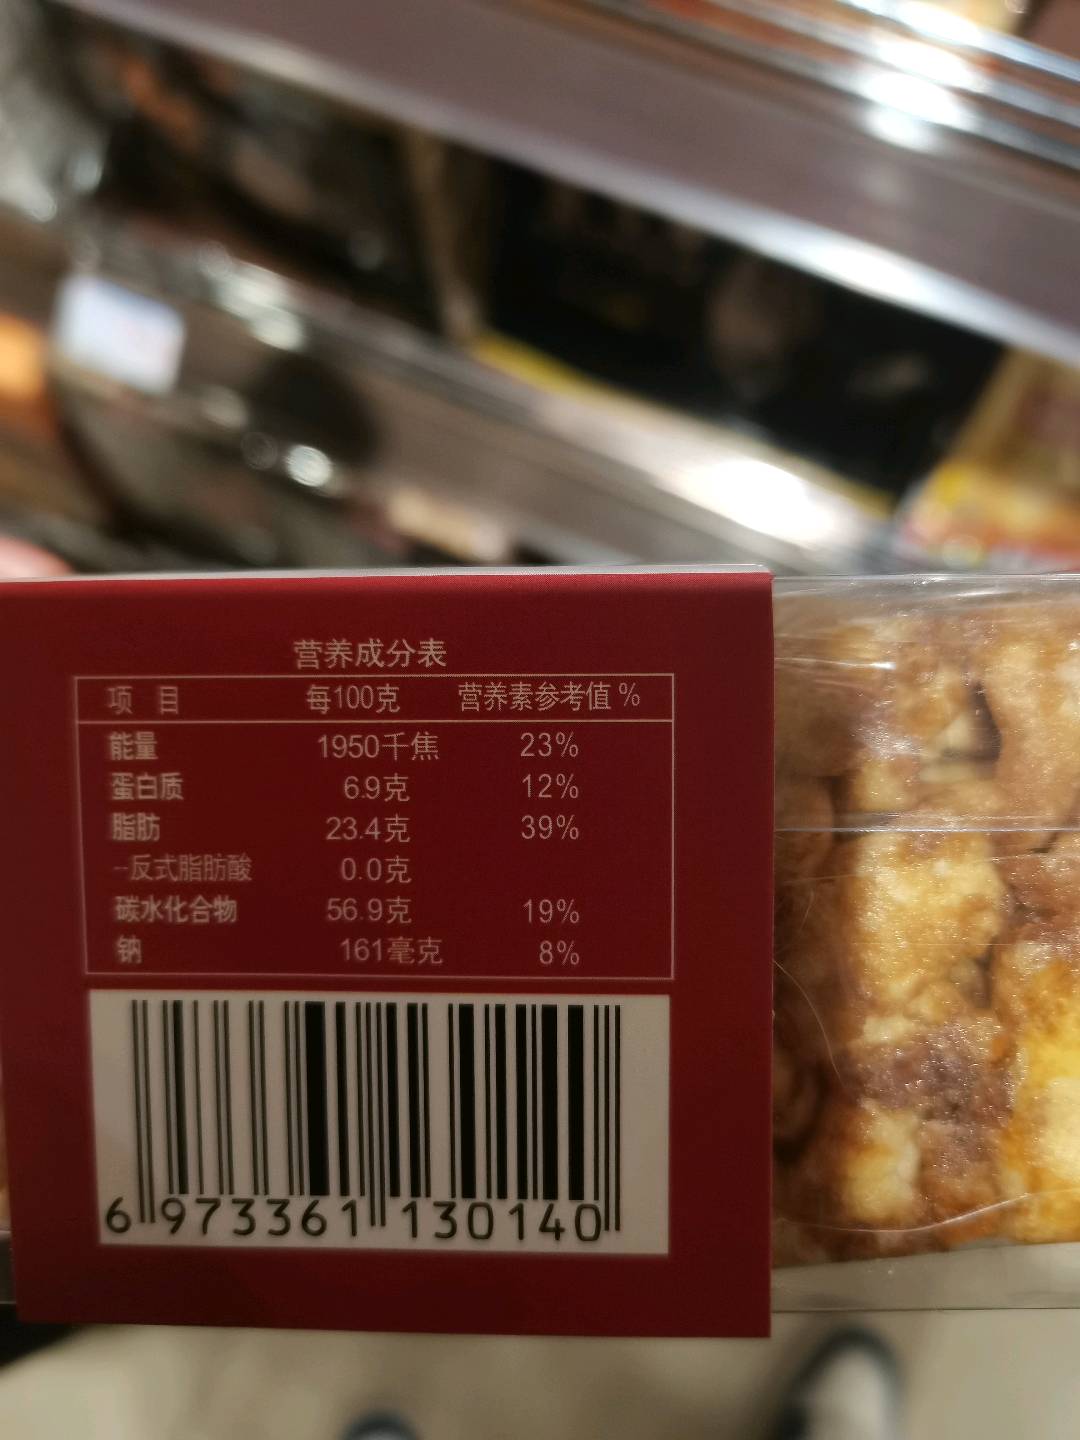 营养成分表
项 目 每100克 营养素参考值 %
能量 1950千焦 23%
蛋白质 6.9克 12%
脂肪 23.4克 39%
--反式脂肪酸 0.0克
碳水化合物 56.9克 19%
钠 161毫克 8%
6 973361 130140